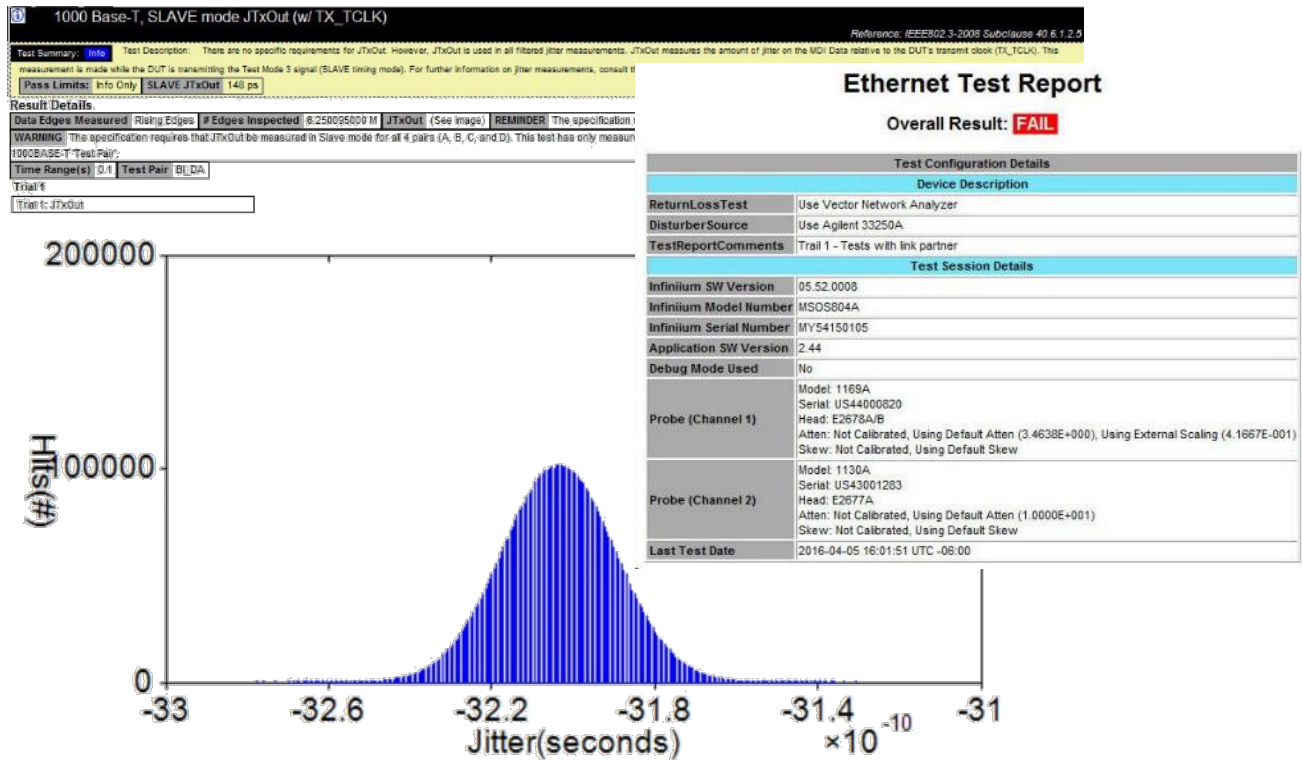 1000 Base-T, SLAVE mode JTxOut (w/ TX_TCLK)
Reference: IEEE802.3-2008 Subclause 40.6.1.2.5
Test Summary: Info Test Description: There are no specific requirements for JTxOut. However, JTxOut is used in all filtered jitter measurements. JTxOut measures the amount of jitter on the MDI Data relative to the DUT's transmit clock (TX_TCLK). This
measurement is made while the DUT is transmitting the Test Mode 3 signal (SLAVE timing mode). For further information on jitter measurements, consult
Pass Limits: Info Only SLAVE JTxOut 148 ps
Result Details
Data Edges Measured Rising Edges # Edges Inspected 6.250095000 M JTxOut (See image) REMINDER The specification
WARNING The specification requires that JTxOut be measured in Slave mode for all 4 pairs (A, B, C, and D). This test has only
1000BASE-T "Test Pair".
Time Range(s) 0.1 Test Pair BI_DA
Trial 1
Trial 1: JTxOut
Ethernet Test Report
Overall Result: FAIL
Test Configuration Details
Device Description
ReturnLossTest Use Vector Network Analyzer
DisturberSource Use Agilent 33250A
TestReportComments Trail 1 - Tests with link partner
Test Session Details
Infiniium SW Version 05.52.0008
Infiniium Model Number MSOS804A
Infiniium Serial Number MY54150105
Application SW Version 2.44
Debug Mode Used No
Probe (Channel 1) Model: 1169A
Serial: US44000820
Head: E2678A/B
Atten: Not Calibrated, Using Default Atten (3.4638E+000), Using External Scaling (4.1667E-001)
Skew: Not Calibrated, Using Default Skew
Probe (Channel 2) Model: 1130A
Serial: US43001283
Head: E2677A
Atten: Not Calibrated, Using Default Atten (1.0000E+001)
Skew: Not Calibrated, Using Default Skew
Last Test Date 2016-04-05 16:01:51 UTC -06:00
200000
00000
0
Hits(#)
-33 -32.6 -32.2 -31.8 -31.4 -31
Jitter(seconds) ×10-10